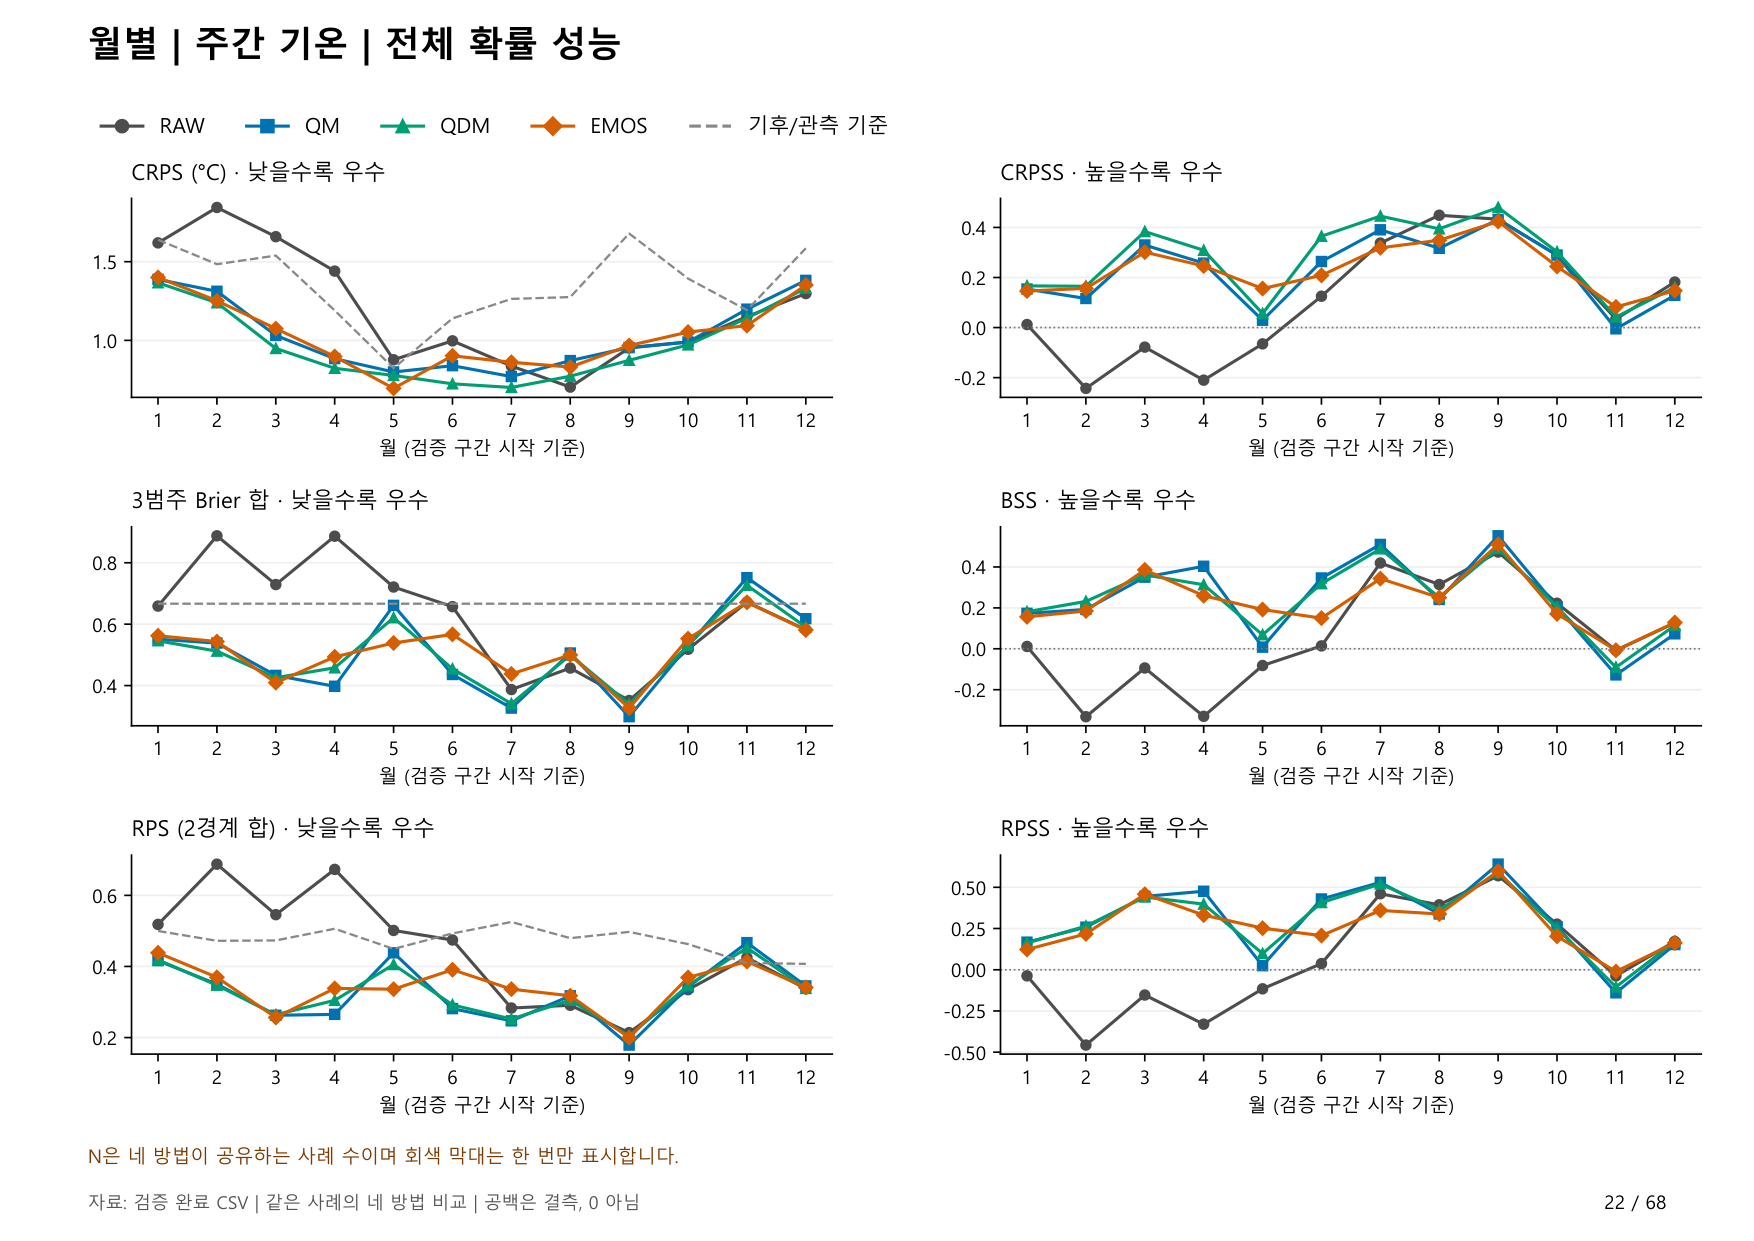 월별 | 주간 기온 | 전체 확률 성능
RAW QM QDM EMOS 기후/관측 기준
CRPS (°C) · 낮을수록 우수
1.5
1.0
1 2 3 4 5 6 7 8 9 10 11 12
월 (검증 구간 시작 기준)
CRPSS · 높을수록 우수
0.4
0.2
0.0
-0.2
1 2 3 4 5 6 7 8 9 10 11 12
월 (검증 구간 시작 기준)
3범주 Brier 합 · 낮을수록 우수
0.8
0.6
0.4
1 2 3 4 5 6 7 8 9 10 11 12
월 (검증 구간 시작 기준)
BSS · 높을수록 우수
0.4
0.2
0.0
-0.2
1 2 3 4 5 6 7 8 9 10 11 12
월 (검증 구간 시작 기준)
RPS (2경계 합) · 낮을수록 우수
0.6
0.4
0.2
1 2 3 4 5 6 7 8 9 10 11 12
월 (검증 구간 시작 기준)
RPSS · 높을수록 우수
0.50
0.25
0.00
-0.25
-0.50
1 2 3 4 5 6 7 8 9 10 11 12
월 (검증 구간 시작 기준)
N은 네 방법이 공유하는 사례 수이며 회색 막대는 한 번만 표시합니다.
자료: 검증 완료 CSV | 같은 사례의 네 방법 비교 | 공백은 결측, 0 아님
22 / 68